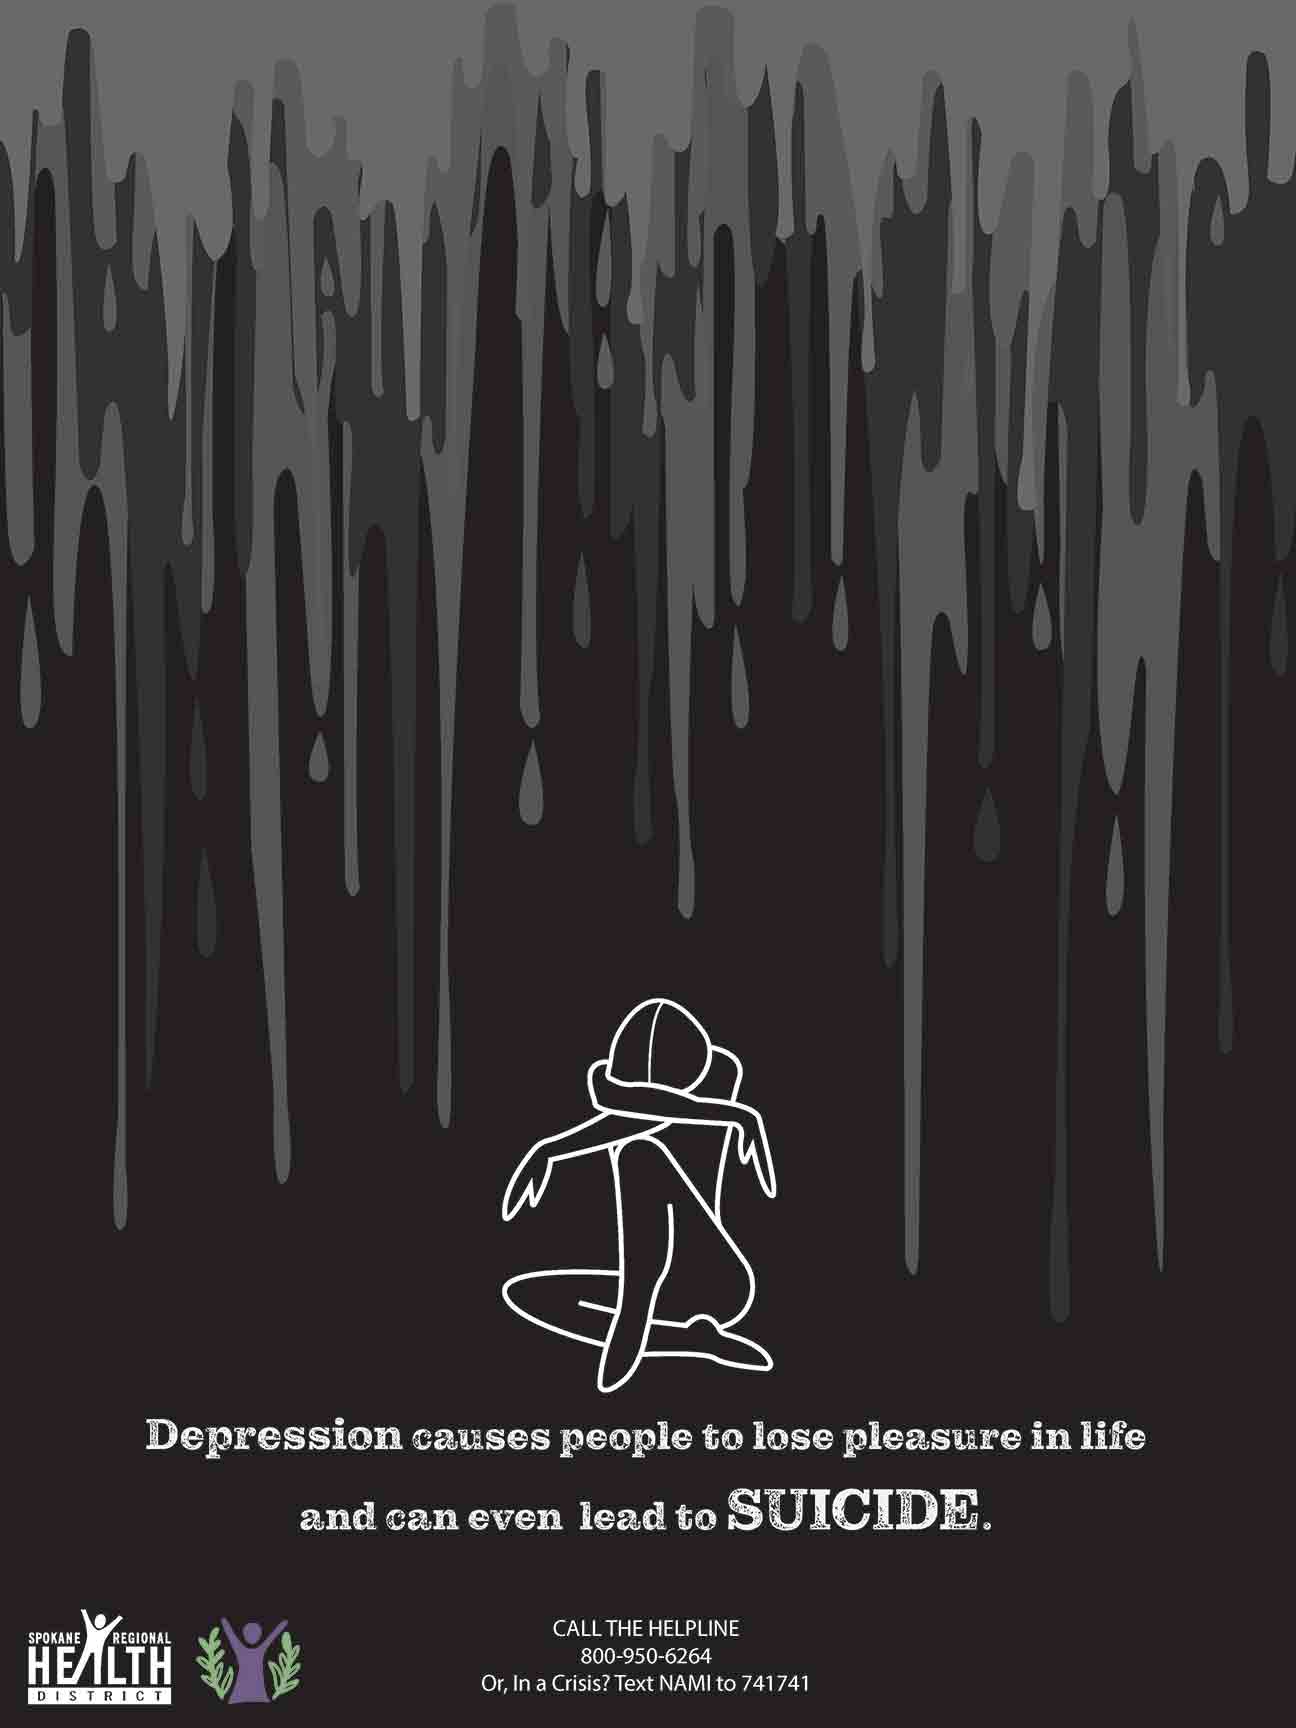 Depression causes people to lose pleasure in life
and can even lead to SUICIDE.
SPOKANE REGIONAL
HEALTH
DISTRICT
CALL THE HELPLINE
800-950-6264
Or, In a Crisis? Text NAMI to 741741